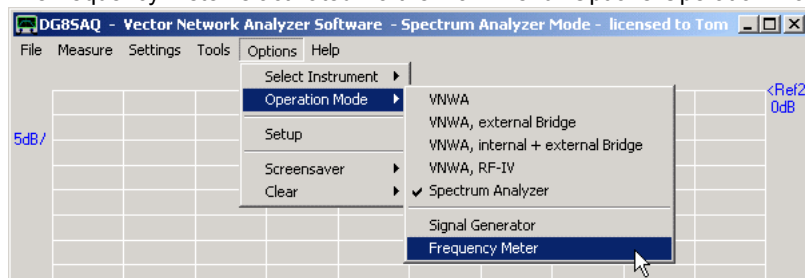 DG8SAQ - Vector Network Analyzer Software - Spectrum Analyzer Mode - licensed to Tom
File Measure Settings Tools Options Help
Select Instrument
Operation Mode
Setup
Screensaver
Clear
VNWA
VNWA, external Bridge
VNWA, internal + external Bridge
VNWA, RF-IV
Spectrum Analyzer
Signal Generator
Frequency Meter
5dB/
<Ref2
0dB